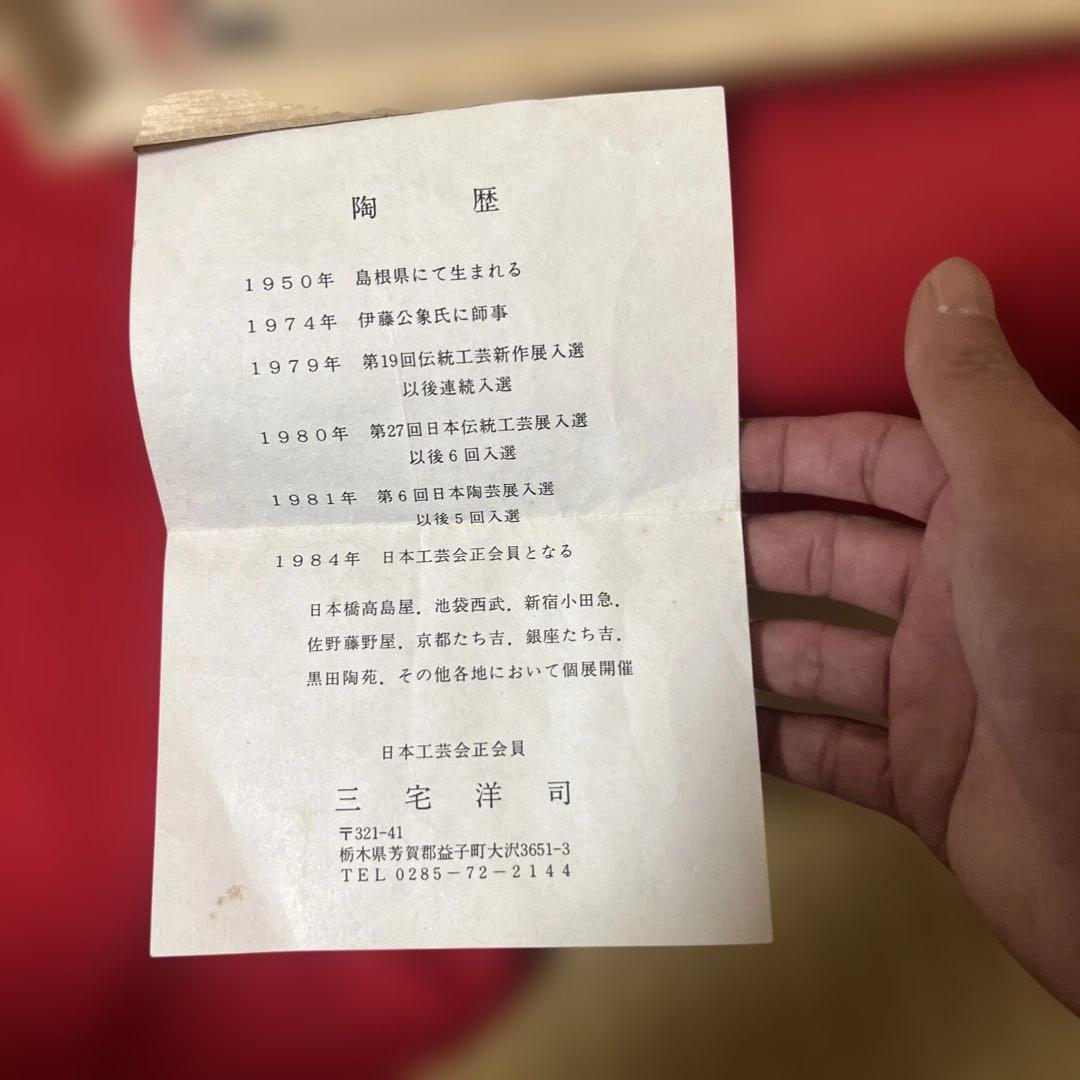 陶歴
1950年 島根県にて生まれる
1974年 伊藤公象氏に師事
1979年 第19回伝統工芸新作展入選
以後連続入選
1980年 第27回日本伝統工芸展入選
以後6回入選
1981年 第6回日本陶芸展入選
以後5回入選
1984年 日本工芸会正会員となる
日本橋高島屋．池袋西武．新宿小田急．
佐野藤野屋．京都たち吉．銀座たち吉．
黒田陶苑．その他各地において個展開催
日本工芸会正会員
三宅洋司
〒321-41
栃木県芳賀郡益子町大沢3651-3
TEL 0285-72-2144